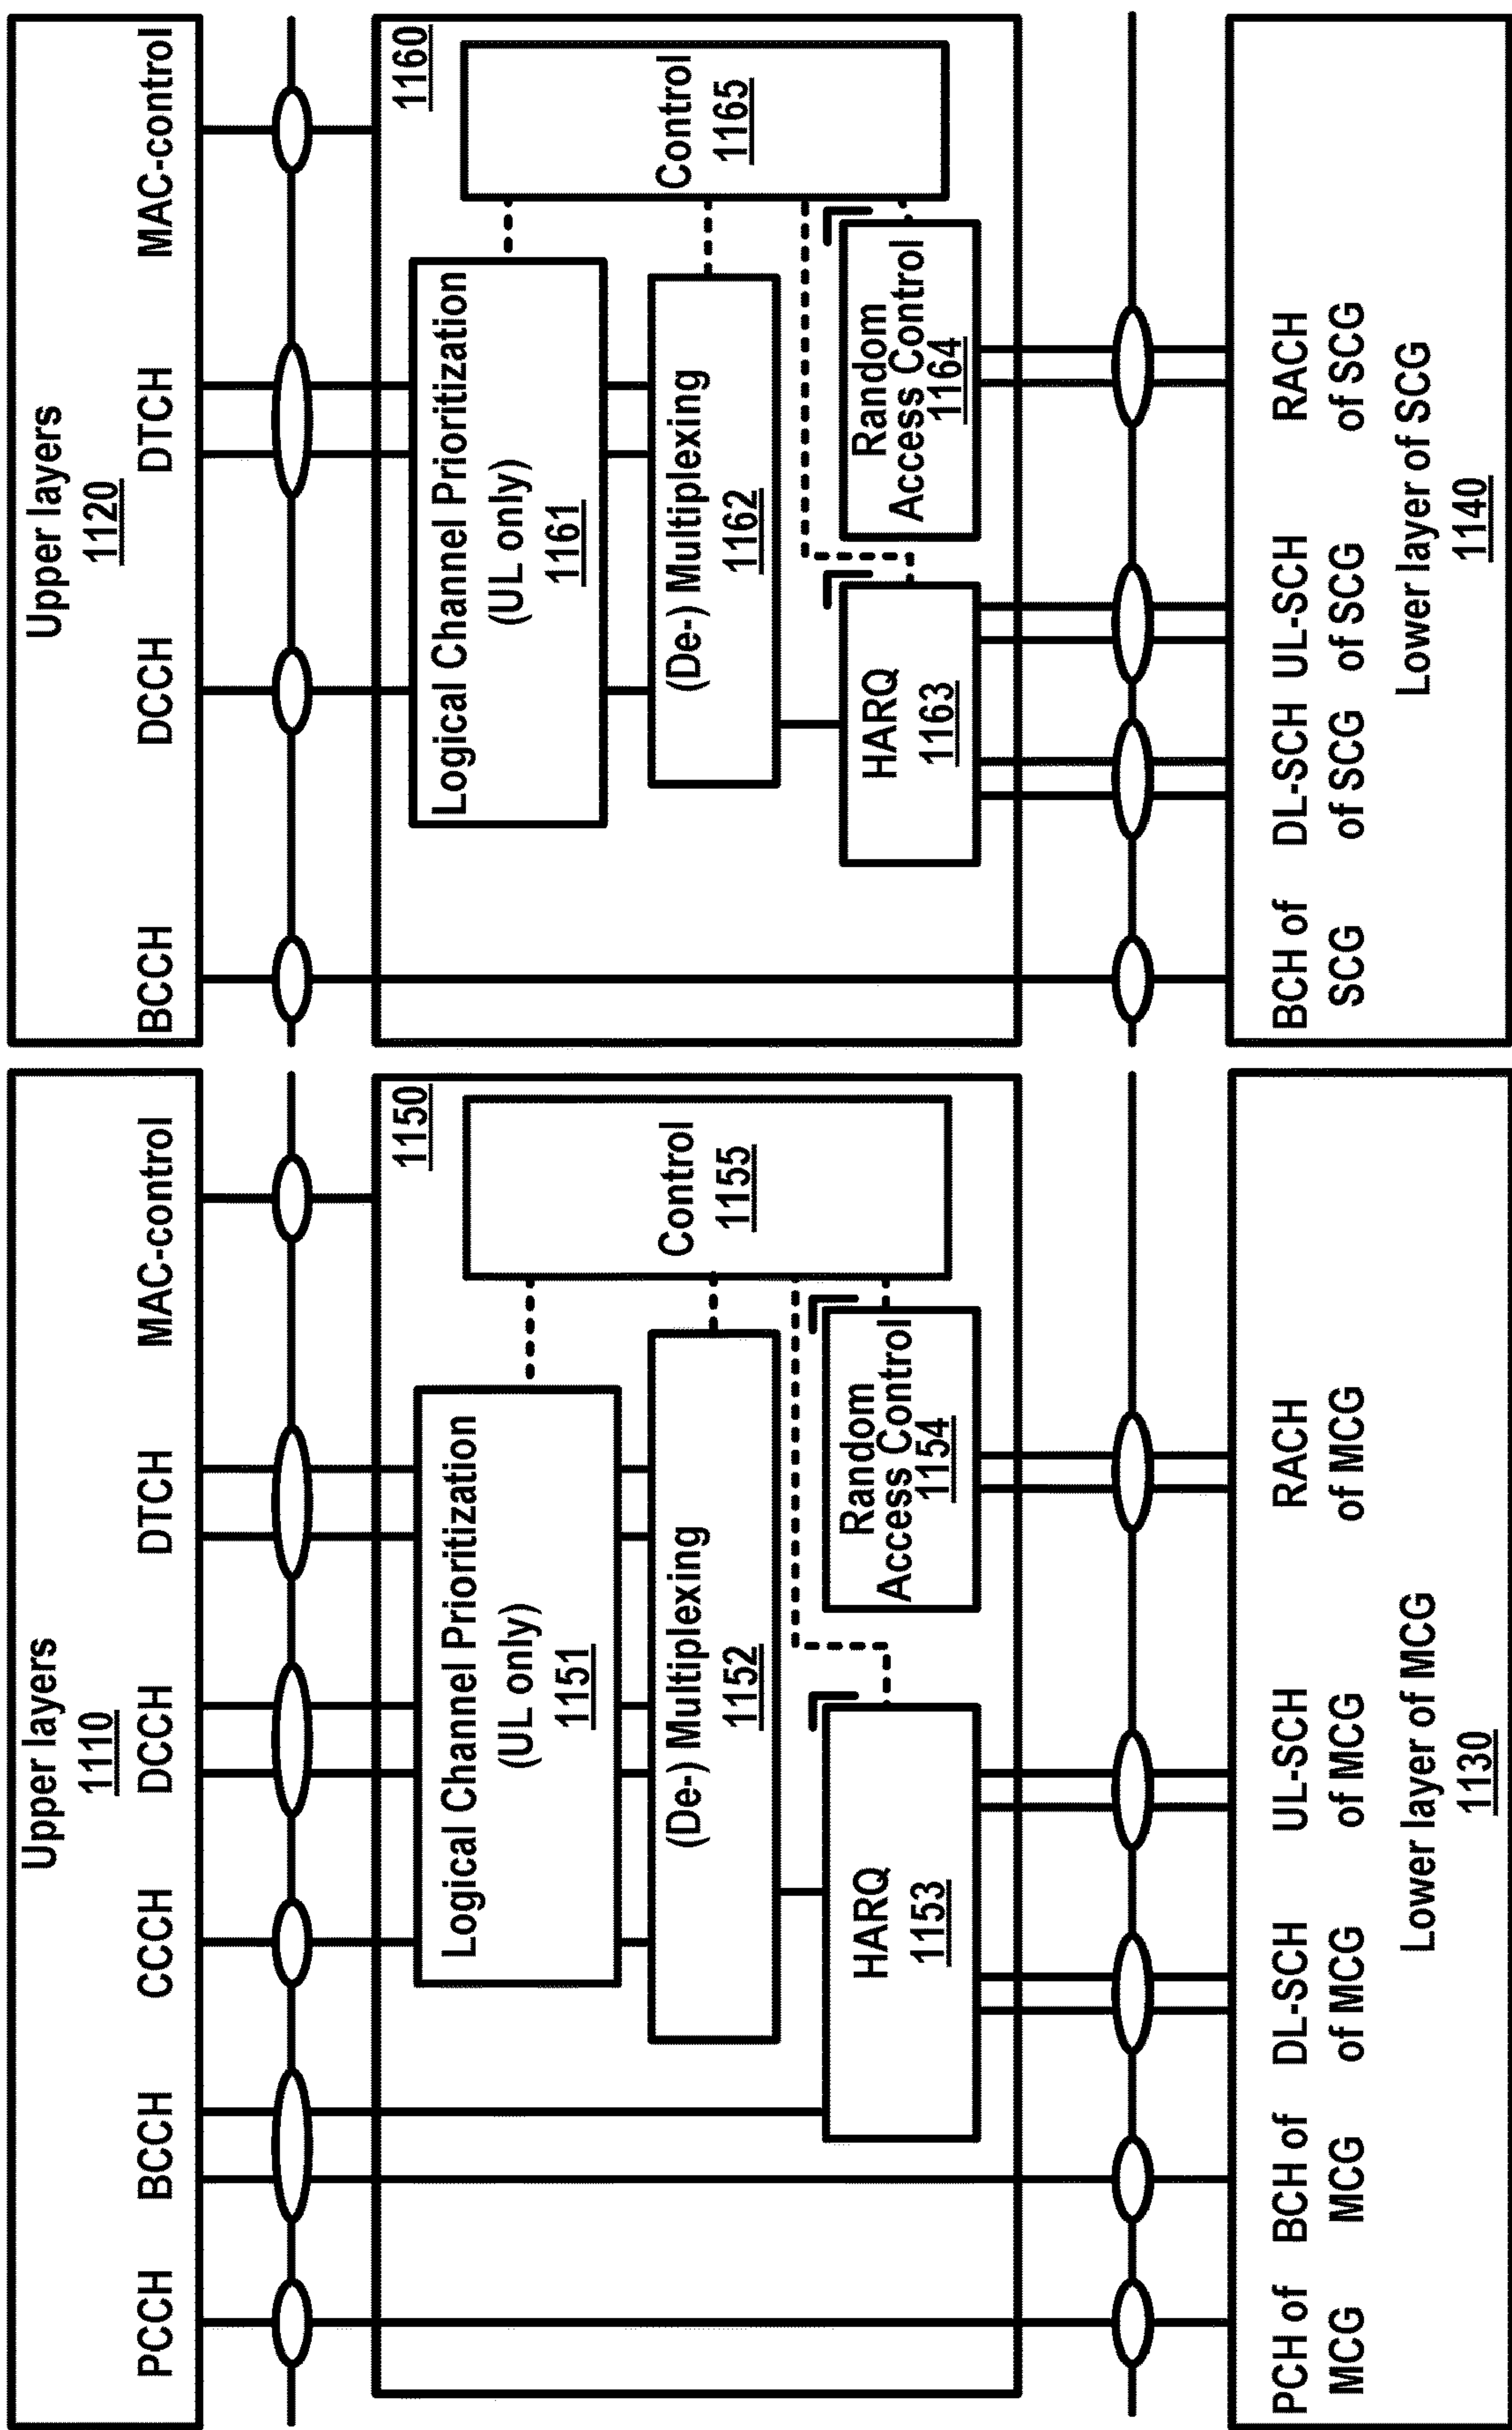 Upper layers
1110
PCCH BCCH CCCH DCCH DTCH MAC-control
1150
Logical Channel Prioritization
(UL only)
1151
(De-) Multiplexing
1152
HARQ
1153
Random
Access Control
1154
Control
1155
PCH of
MCG
BCH of
MCG
DL-SCH
of MCG
UL-SCH
of MCG
RACH
of MCG
Lower layer of MCG
1130
Upper layers
1120
BCCH DCCH DTCH MAC-control
1160
Logical Channel Prioritization
(UL only)
1161
(De-) Multiplexing
1162
HARQ
1163
Random
Access Control
1164
Control
1165
BCH of
SCG
DL-SCH
of SCG
UL-SCH
of SCG
RACH
of SCG
Lower layer of SCG
1140